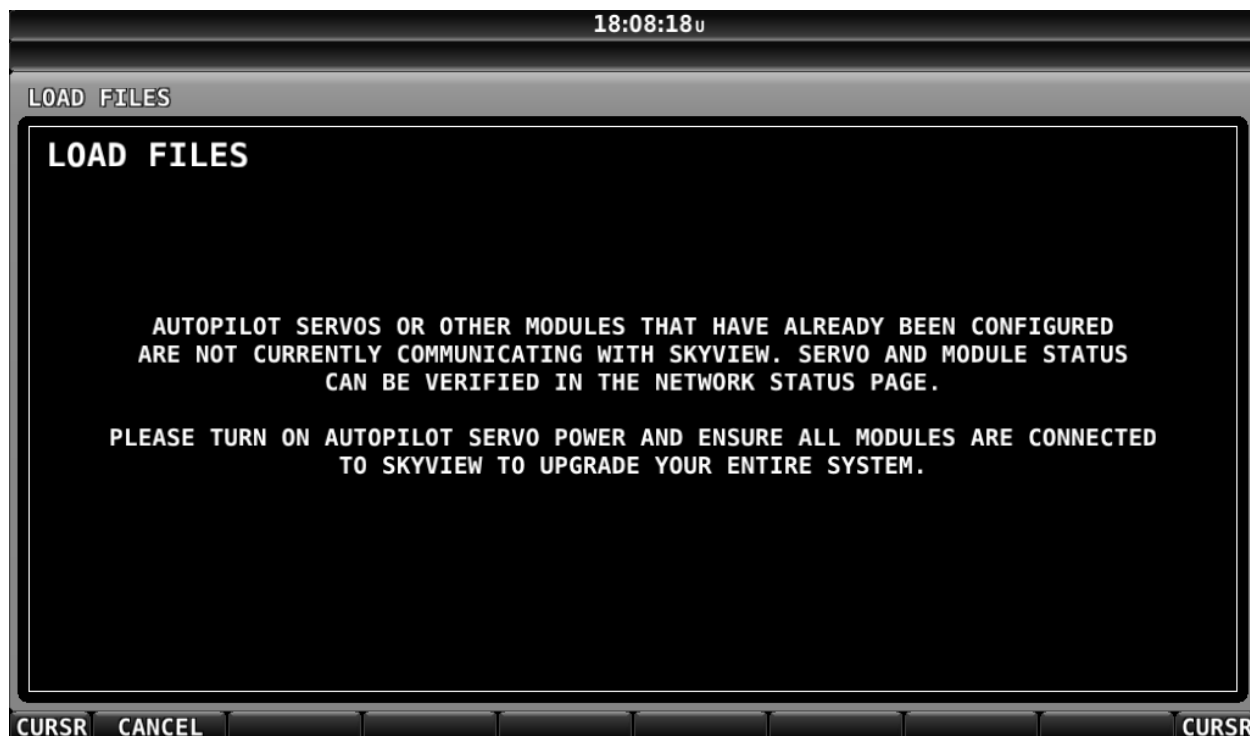 18:08:18U
LOAD FILES
LOAD FILES
AUTOPILOT SERVOS OR OTHER MODULES THAT HAVE ALREADY BEEN CONFIGURED
ARE NOT CURRENTLY COMMUNICATING WITH SKYVIEW. SERVO AND MODULE STATUS
CAN BE VERIFIED IN THE NETWORK STATUS PAGE.
PLEASE TURN ON AUTOPILOT SERVO POWER AND ENSURE ALL MODULES ARE CONNECTED
TO SKYVIEW TO UPGRADE YOUR ENTIRE SYSTEM.
CURSR CANCEL CURSR